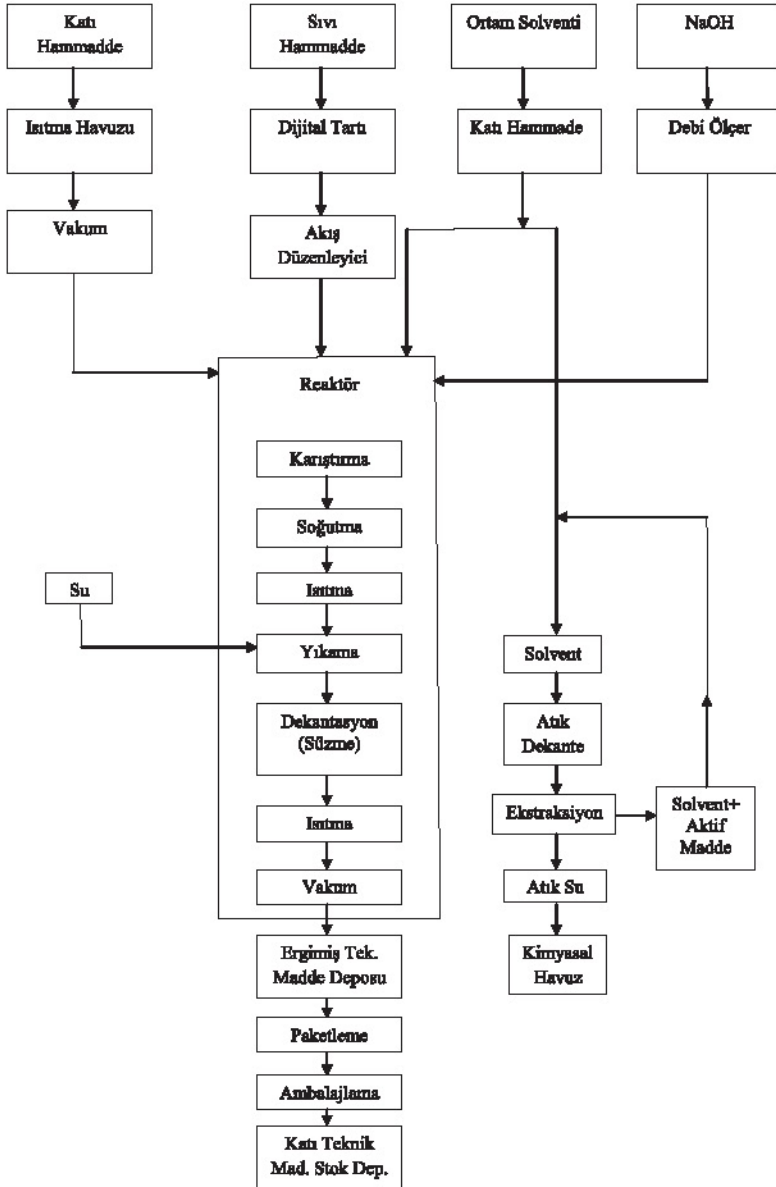 Katı
Hammadde
Sıvı
Hammadde
Ortam Solventi
NaOH
Isıtma Havuzu
Dijital Tartı
Katı Hammade
Debi Ölçer
Vakum
Akış
Düzenleyici
Reaktör
Karıştırma
Soğutma
Isıtma
Su
Yıkama
Solvent
Dekantasyon
(Süzme)
Atık
Dekante
Isıtma
Ekstraksiyon
Solvent+
Aktif
Madde
Vakum
Atık Su
Ergimiş Tek.
Madde Deposu
Kimyasal
Havuz
Paketleme
Ambalajlama
Katı Teknik
Mad. Stok Dep.